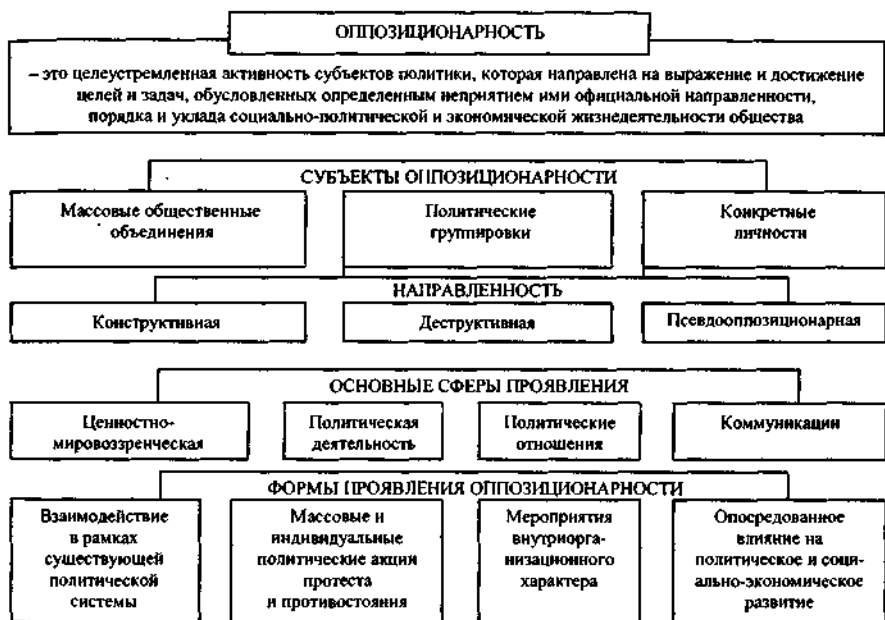 ОППОЗИЦИОНАРНОСТЬ
– это целеустремленная активность субъектов политики, которая направлена на выражение и достижение
целей и задач, обусловленных определенным неприятием ими официальной направленности,
порядка и уклада социально-политической и экономической жизнедеятельности общества
СУБЪЕКТЫ ОППОЗИЦИОНАРНОСТИ
Массовые общественные
объединения
Политические
группировки
Конкретные
личности
НАПРАВЛЕННОСТЬ
Конструктивная
Деструктивная
Псевдооппозиционарная
ОСНОВНЫЕ СФЕРЫ ПРОЯВЛЕНИЯ
Ценностно-
мировоззренческая
Политическая
деятельность
Политические
отношения
Коммуникации
ФОРМЫ ПРОЯВЛЕНИЯ ОППОЗИЦИОНАРНОСТИ
Взаимодействие
в рамках
существующей
политической
системы
Массовые и
индивидуальные
политические акции
протеста
и противостояния
Мероприятия
внутриорга-
низационного
характера
Опосредованное
влияние на
политическое и соци-
ально-экономическое
развитие